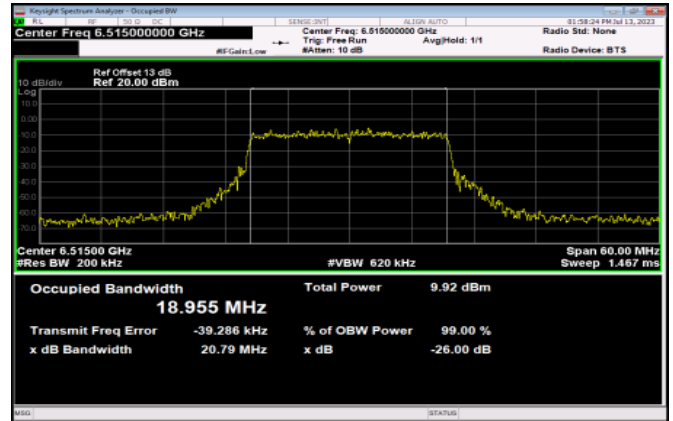 Keysight Spectrum Analyzer - Occupied BW
RL RF 50 Ω DC SENSE:INT ALIGN AUTO 01:58:24 PM Jul 13, 2023
Center Freq 6.515000000 GHz
Center Freq: 6.515000000 GHz
Radio Std: None
Trig: Free Run
Avg|Hold: 1/1
#IFGain:Low
#Atten: 10 dB
Radio Device: BTS
Ref Offset 13 dB
10 dB/div Ref 20.00 dBm
Log
10.0
0.00
-10.0
-20.0
-30.0
-40.0
-50.0
-60.0
-70.0
Center 6.51500 GHz
Span 60.00 MHz
#Res BW 200 kHz
#VBW 620 kHz
Sweep 1.467 ms
Occupied Bandwidth
Total Power 9.92 dBm
18.955 MHz
Transmit Freq Error -39.286 kHz
% of OBW Power 99.00 %
x dB Bandwidth 20.79 MHz
x dB -26.00 dB
MSG
STATUS